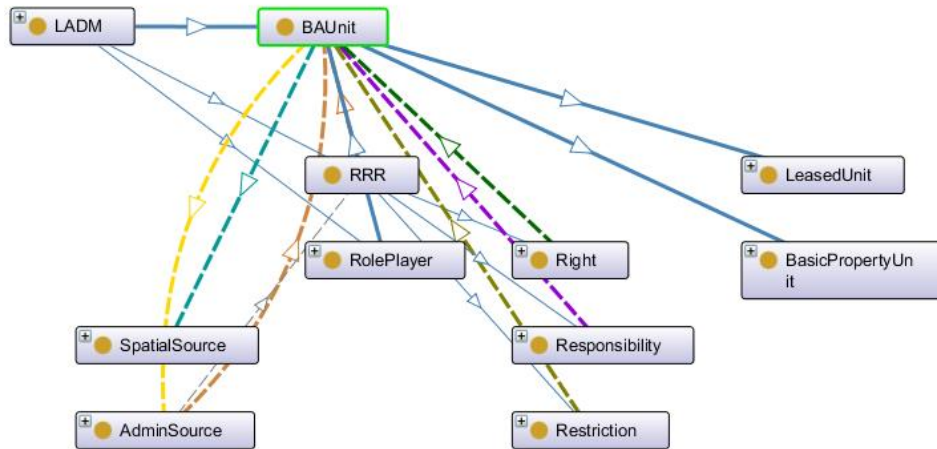 LADM
BAUnit
RRR
LeasedUnit
RolePlayer
Right
BasicPropertyUn
it
SpatialSource
Responsibility
AdminSource
Restriction